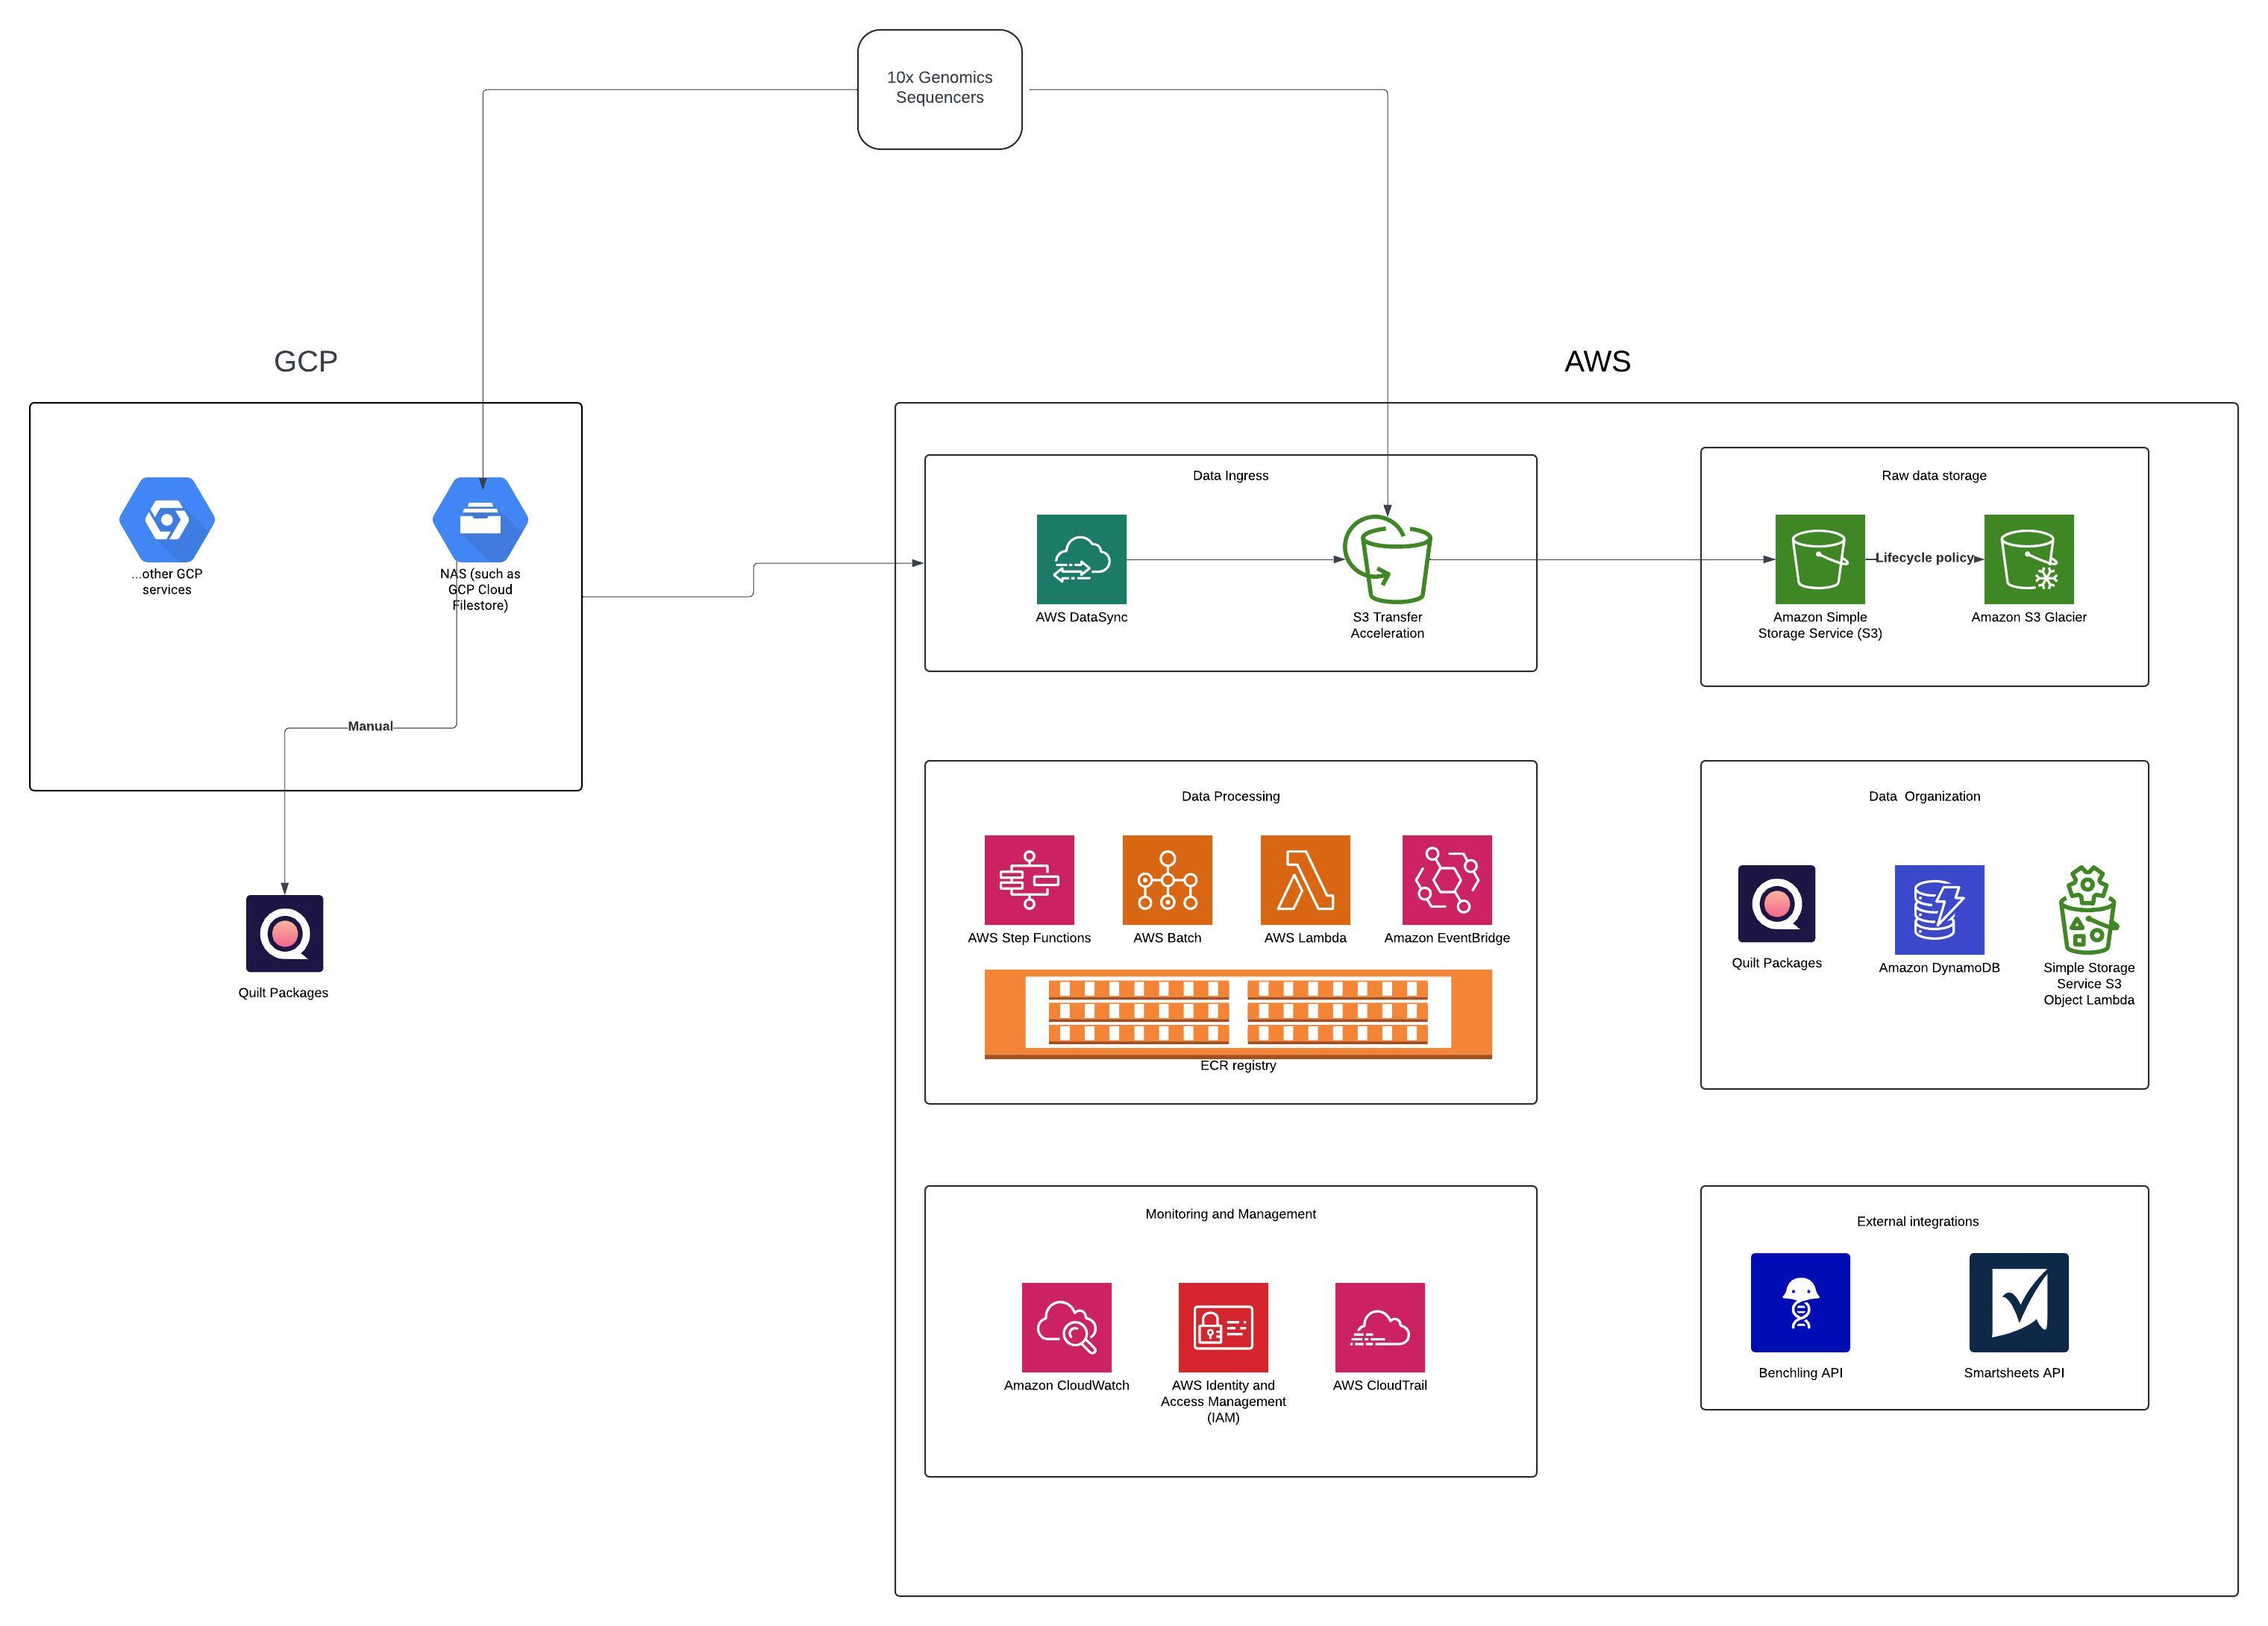 10x Genomics
Sequencers
GCP
AWS
...other GCP
services
NAS (such as
GCP Cloud
Filestore)
Manual
Quilt Packages
Data Ingress
AWS DataSync
S3 Transfer
Acceleration
Raw data storage
Amazon Simple
Storage Service (S3)
Lifecycle policy
Amazon S3 Glacier
Data Processing
AWS Step Functions
AWS Batch
AWS Lambda
Amazon EventBridge
ECR registry
Data  Organization
Quilt Packages
Amazon DynamoDB
Simple Storage
Service S3
Object Lambda
Monitoring and Management
Amazon CloudWatch
AWS Identity and
Access Management
(IAM)
AWS CloudTrail
External integrations
Benchling API
Smartsheets API